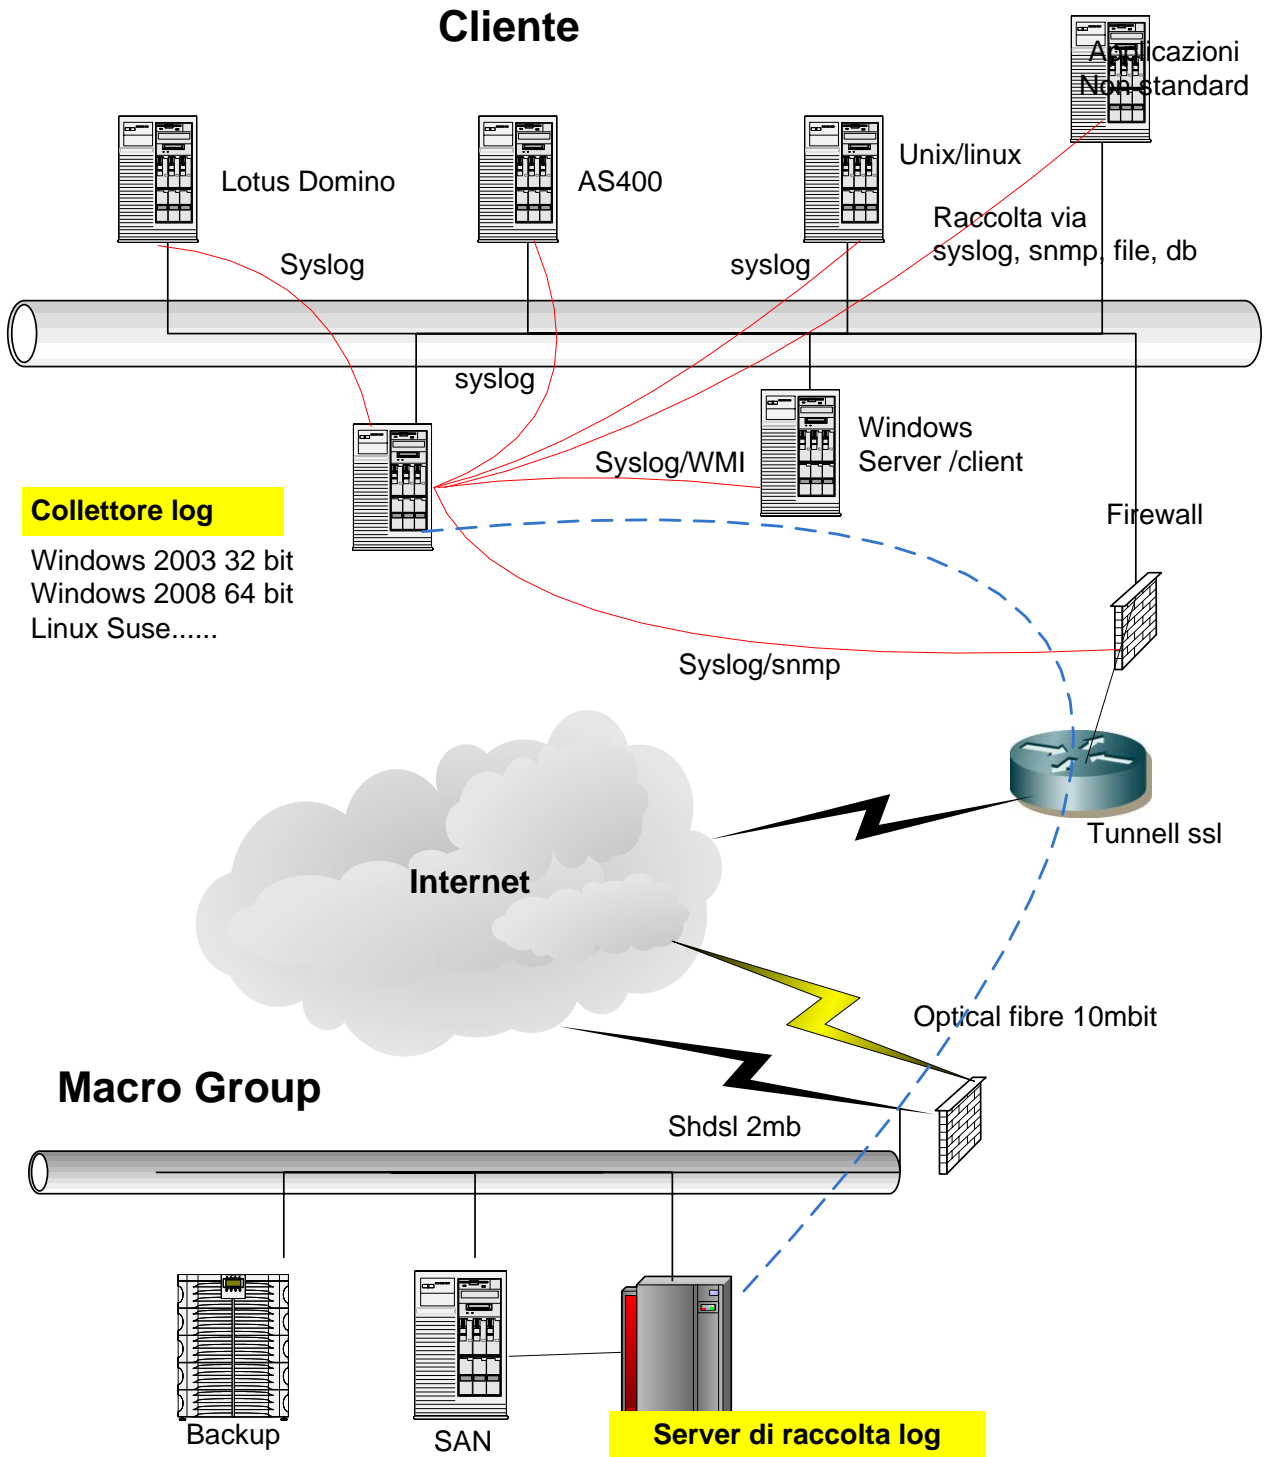 Cliente
Applicazioni
Non standard
Lotus Domino
AS400
Unix/linux
Raccolta via
syslog, snmp, file, db
Syslog
syslog
syslog
Windows
Server /client
Syslog/WMI
Collettore log
Windows 2003 32 bit
Windows 2008 64 bit
Linux Suse......
Firewall
Syslog/snmp
Tunnell ssl
Internet
Optical fibre 10mbit
Macro Group
Shdsl 2mb
Backup
SAN
Server di raccolta log